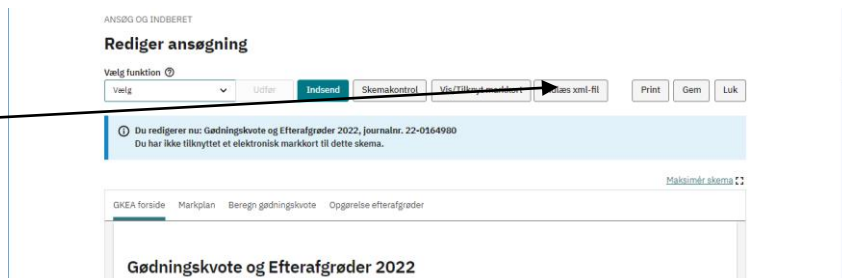 ANSØG OG INDBERET
Rediger ansøgning
Vælg funktion
Vælg Udfør Indsend Skemakontrol Vis/Tilknyt markkort Indlæs xml-fil Print Gem Luk
Du redigerer nu: Gødningskvote og Efterafgrøder 2022, journalnr. 22-0164980
Du har ikke tilknyttet et elektronisk markkort til dette skema.
Maksimér skema
GKEA forside Markplan Beregn gødningskvote Opgørelse efterafgrøder
Gødningskvote og Efterafgrøder 2022